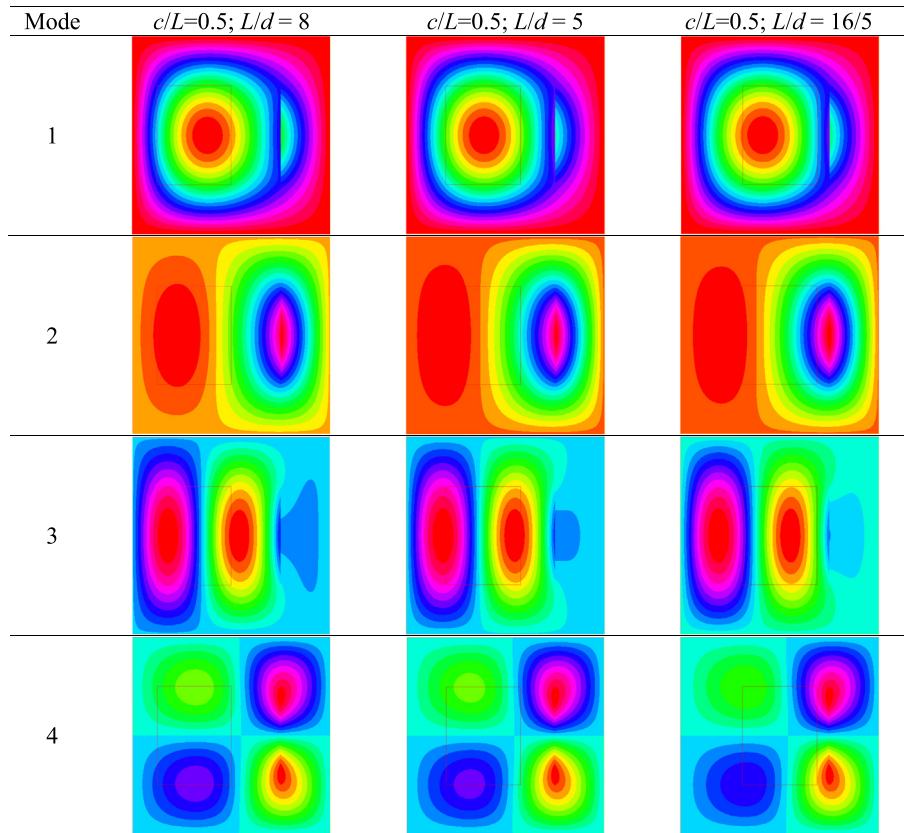 Mode c/L=0.5; L/d = 8 c/L=0.5; L/d = 5 c/L=0.5; L/d = 16/5
1
2
3
4